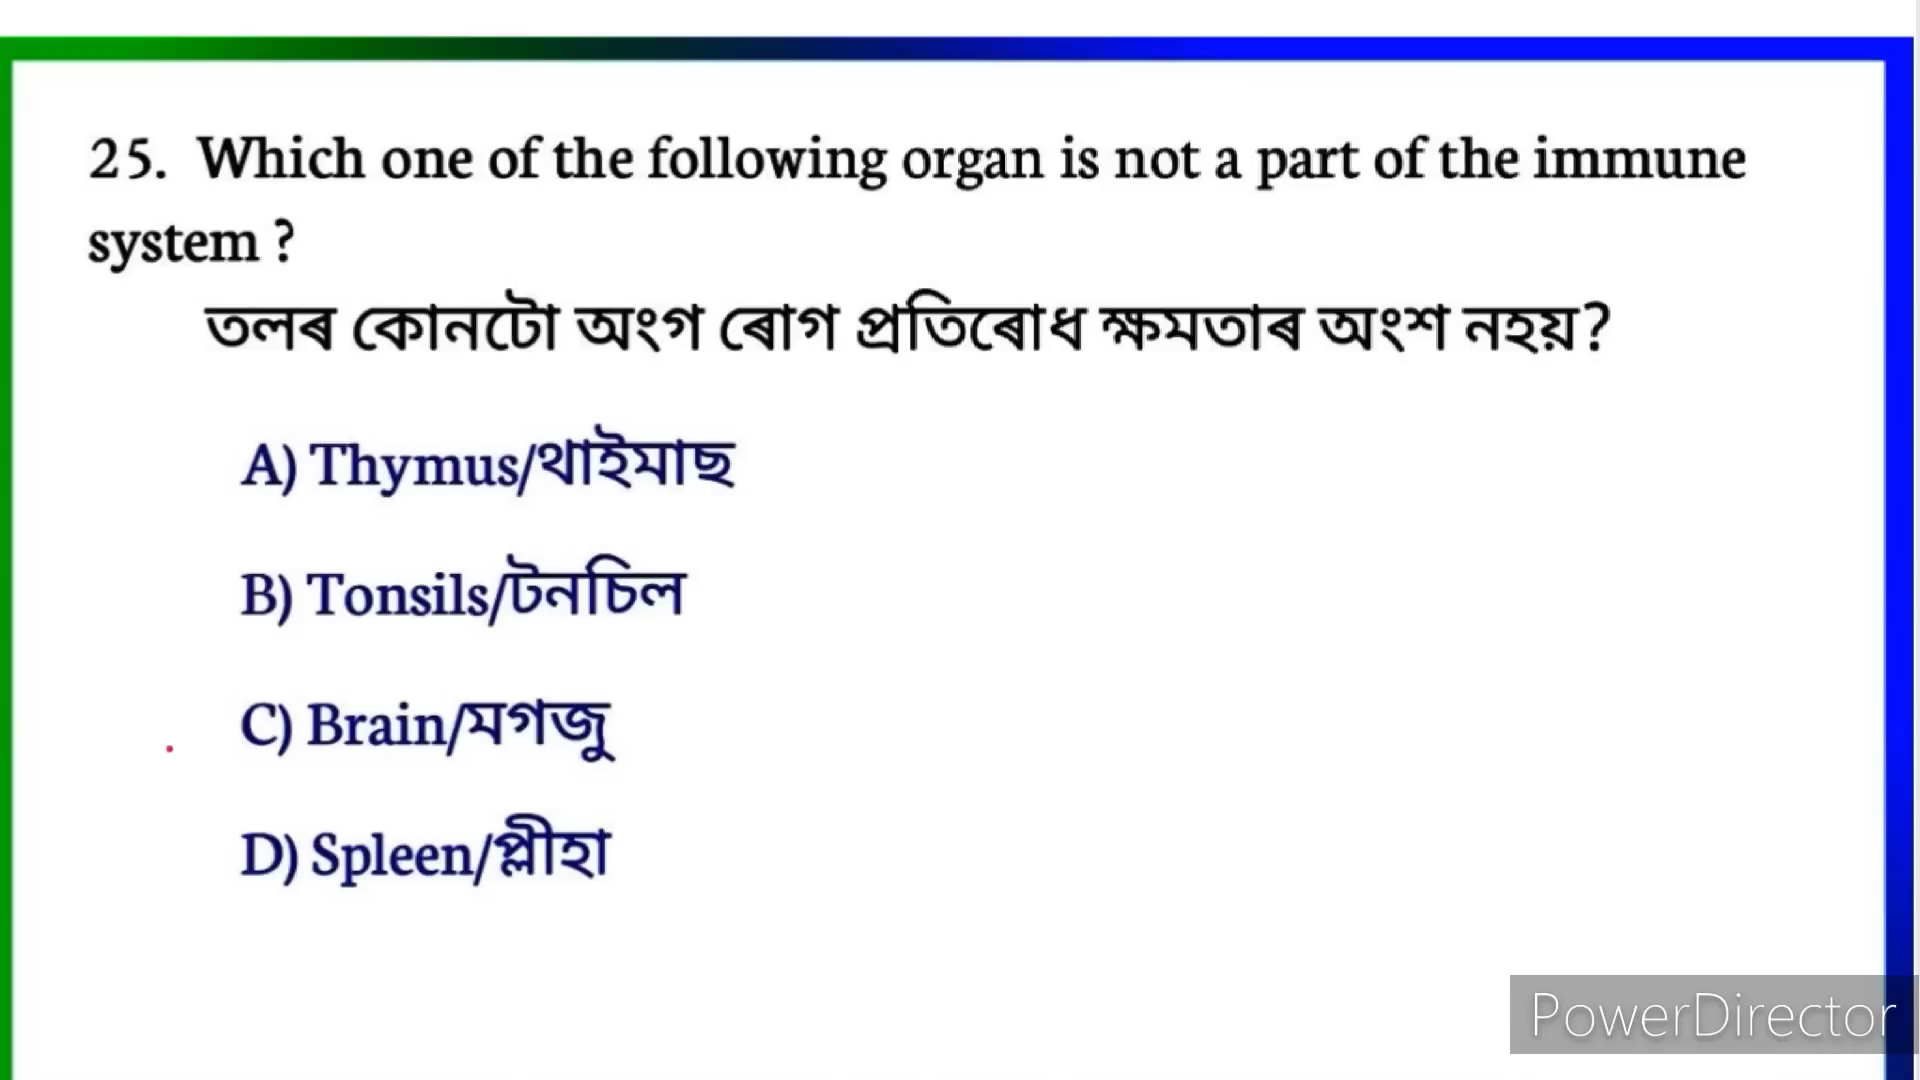 25. Which one of the following organ is not a part of the immune
system ?
তলৰ কোনটো অংগ ৰোগ প্ৰতিৰোধ ক্ষমতাৰ অংশ নহয়?
A) Thymus/থাইমাছ
B) Tonsils/টনচিল
C) Brain/মগজু
D) Spleen/প্লীহা
PowerDirector